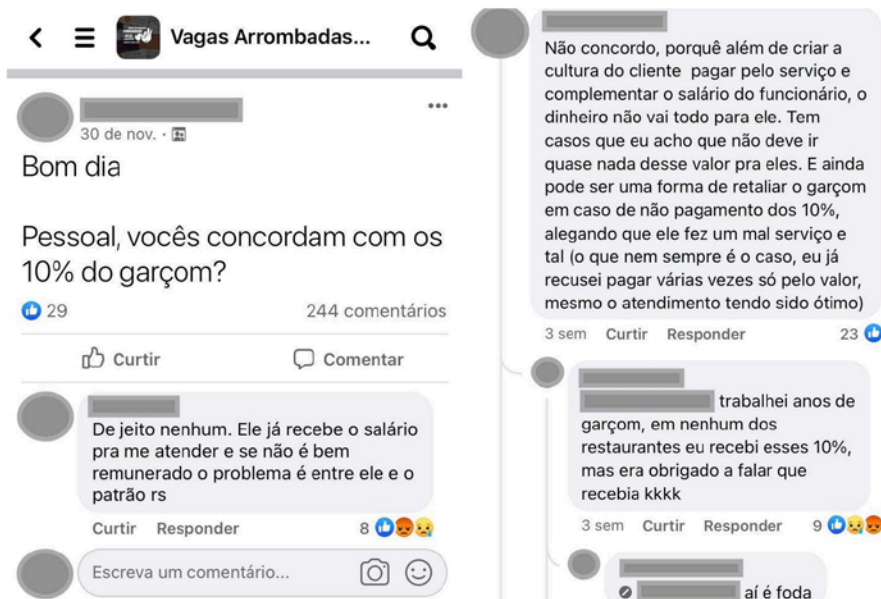 Vagas Arrombadas...
30 de nov.
Bom dia
Pessoal, vocês concordam com os
10% do garçom?
29
244 comentários
Curtir
Comentar
De jeito nenhum. Ele já recebe o salário
pra me atender e se não é bem
remunerado o problema é entre ele e o
patrão rs
Curtir Responder 8
Escreva um comentário...
Não concordo, porquê além de criar a
cultura do cliente pagar pelo serviço e
complementar o salário do funcionário, o
dinheiro não vai todo para ele. Tem
casos que eu acho que não deve ir
quase nada desse valor pra eles. E ainda
pode ser uma forma de retaliar o garçom
em caso de não pagamento dos 10%,
alegando que ele fez um mal serviço e
tal (o que nem sempre é o caso, eu já
recusei pagar várias vezes só pelo valor,
mesmo o atendimento tendo sido ótimo)
3 sem Curtir Responder 23
trabalhei anos de
garçom, em nenhum dos
restaurantes eu recebi esses 10%,
mas era obrigado a falar que
recebia kkkk
3 sem Curtir Responder 9
aí é foda